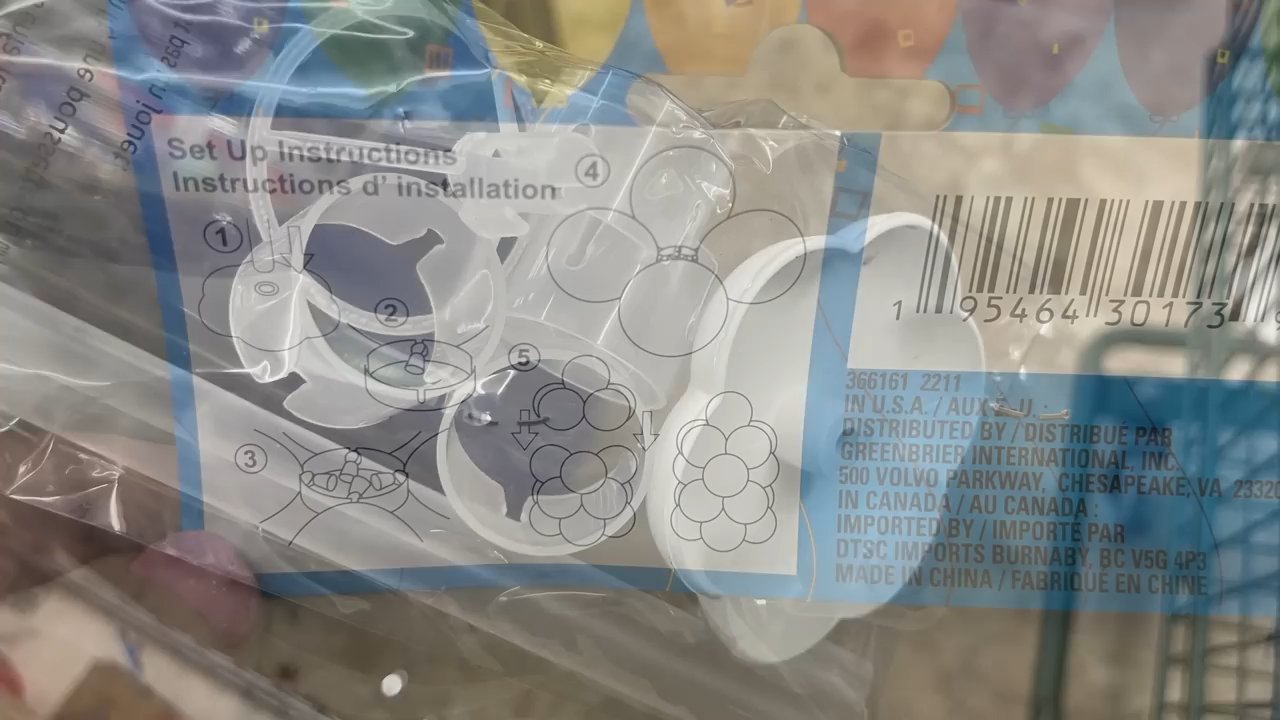 Set Up Instructions
Instructions d' installation
1
2
3
4
5
1 95464 30173
366161 2211
IN U.S.A. / AUX U. :
DISTRIBUTED BY / DISTRIBUÉ PAR
GREENBRIER INTERNATIONAL, INC.
500 VOLVO PARKWAY, CHESAPEAKE, VA 23320
IN CANADA / AU CANADA :
IMPORTED BY / IMPORTÉ PAR
DTSC IMPORTS BURNABY, BC V5G 4P3
MADE IN CHINA / FABRIQUÉ EN CHINE